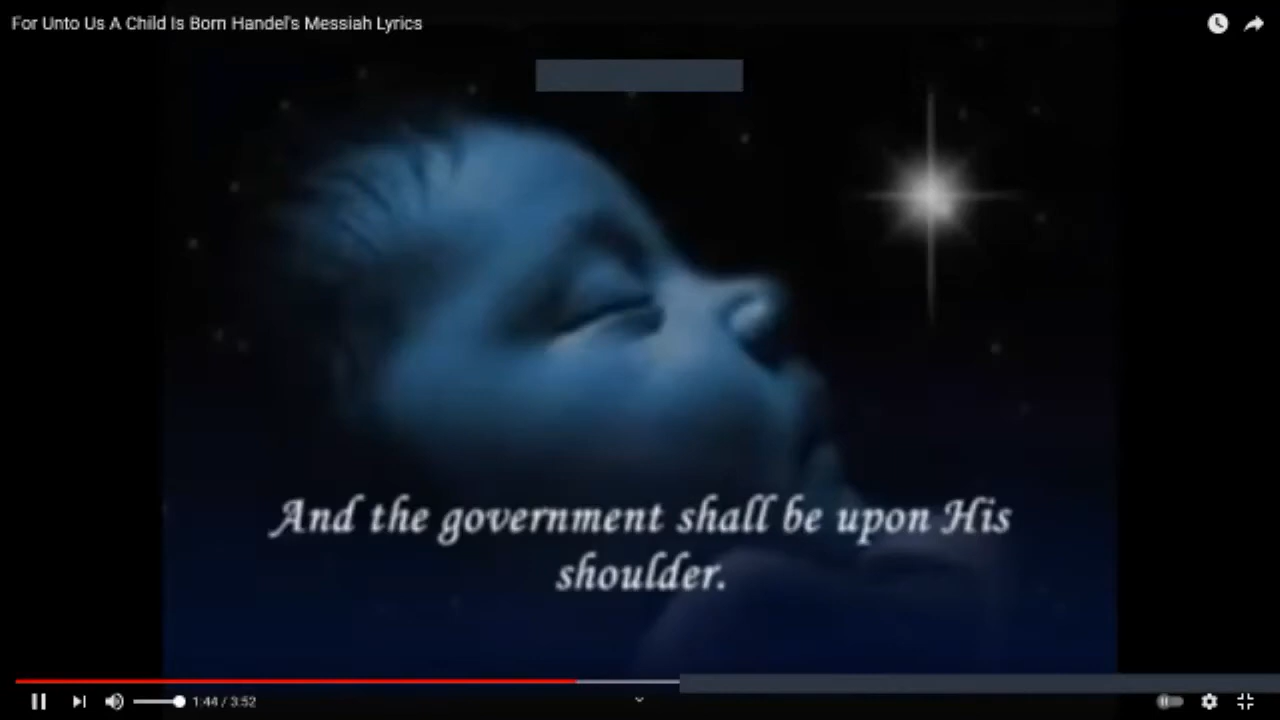 For Unto Us A Child Is Born Handel's Messiah Lyrics
And the government shall be upon His
shoulder.
1:44 / 3:52